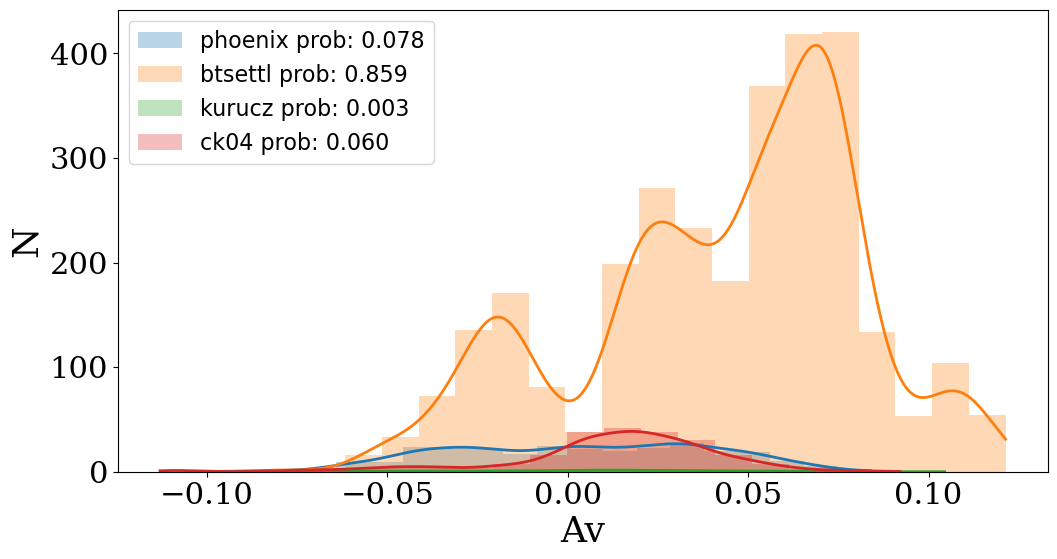 phoenix prob: 0.078
btsettl prob: 0.859
kurucz prob: 0.003
ck04 prob: 0.060
400
300
200
100
0
N
−0.10
−0.05
0.00
0.05
0.10
Av